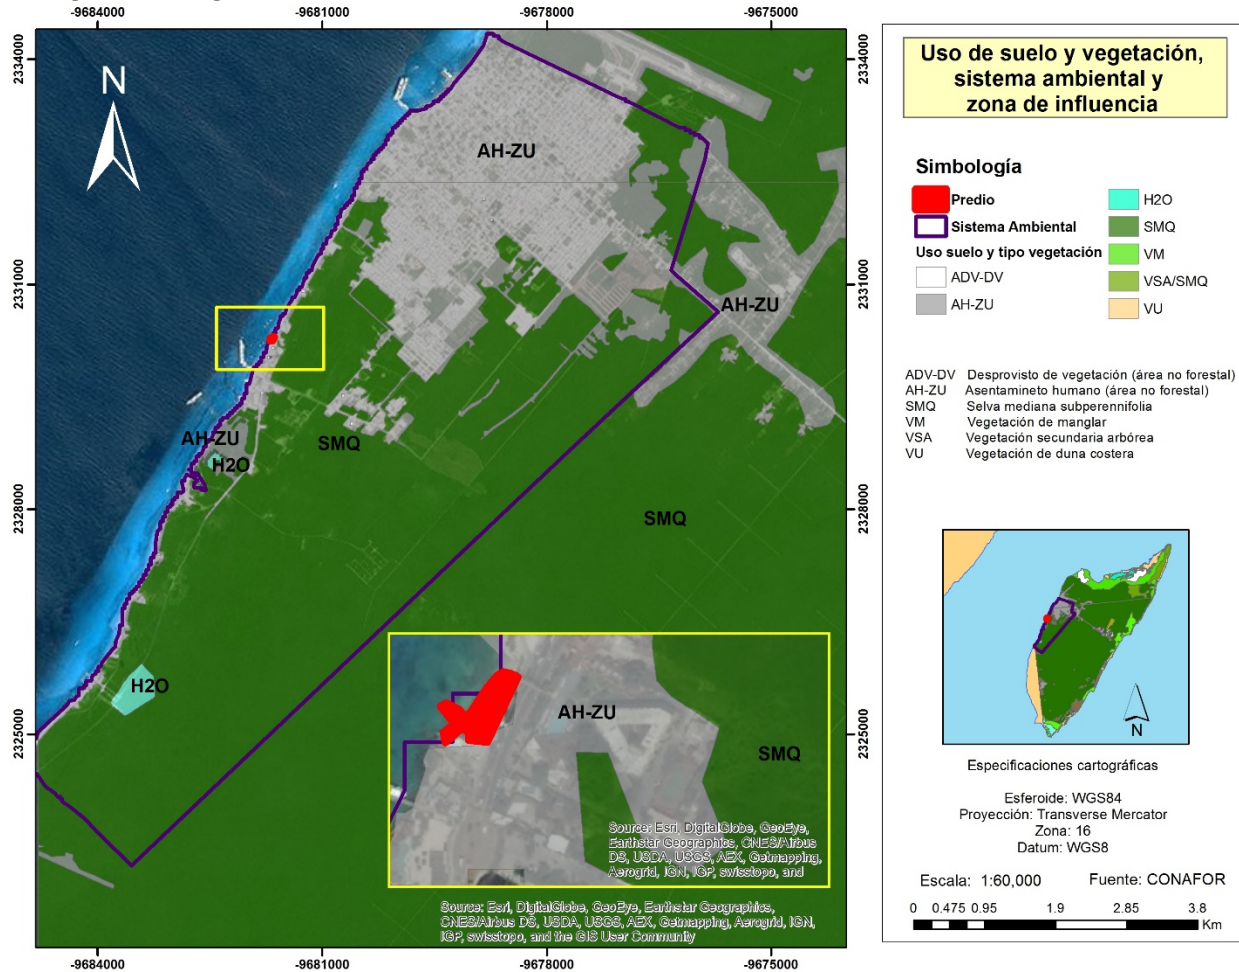 -9684000
-9681000
-9678000
-9675000
2334000
2334000
N
AH-ZU
2331000
2331000
AH-ZU
AH-ZU
SMQ
H2O
2328000
2328000
SMQ
H2O
2325000
2325000
AH-ZU
SMQ
Source: Esri, DigitalGlobe, GeoEye,
Earthstar Geographics, CNES/Airbus
DS, USDA, USGS, AEX, Getmapping,
Aerogrid, IGN, IGP, swisstopo, and
Source: Esri, DigitalGlobe, GeoEye, Earthstar Geographics,
CNES/Airbus DS, USDA, USGS, AEX, Getmapping, Aerogrid, IGN,
IGP, swisstopo, and the GIS User Community
-9684000
-9681000
-9678000
-9675000
Uso de suelo y vegetación,
sistema ambiental y
zona de influencia
Simbología
Predio
Sistema Ambiental
Uso suelo y tipo vegetación
ADV-DV
AH-ZU
H2O
SMQ
VM
VSA/SMQ
VU
ADV-DV Desprovisto de vegetación (área no forestal)
AH-ZU Asentamineto humano (área no forestal)
SMQ Selva mediana subperennifolia
VM Vegetación de manglar
VSA Vegetación secundaria arbórea
VU Vegetación de duna costera
N
Especificaciones cartográficas
Esferoide: WGS84
Proyección: Transverse Mercator
Zona: 16
Datum: WGS8
Escala: 1:60,000 Fuente: CONAFOR
0 0.475 0.95 1.9 2.85 3.8
Km